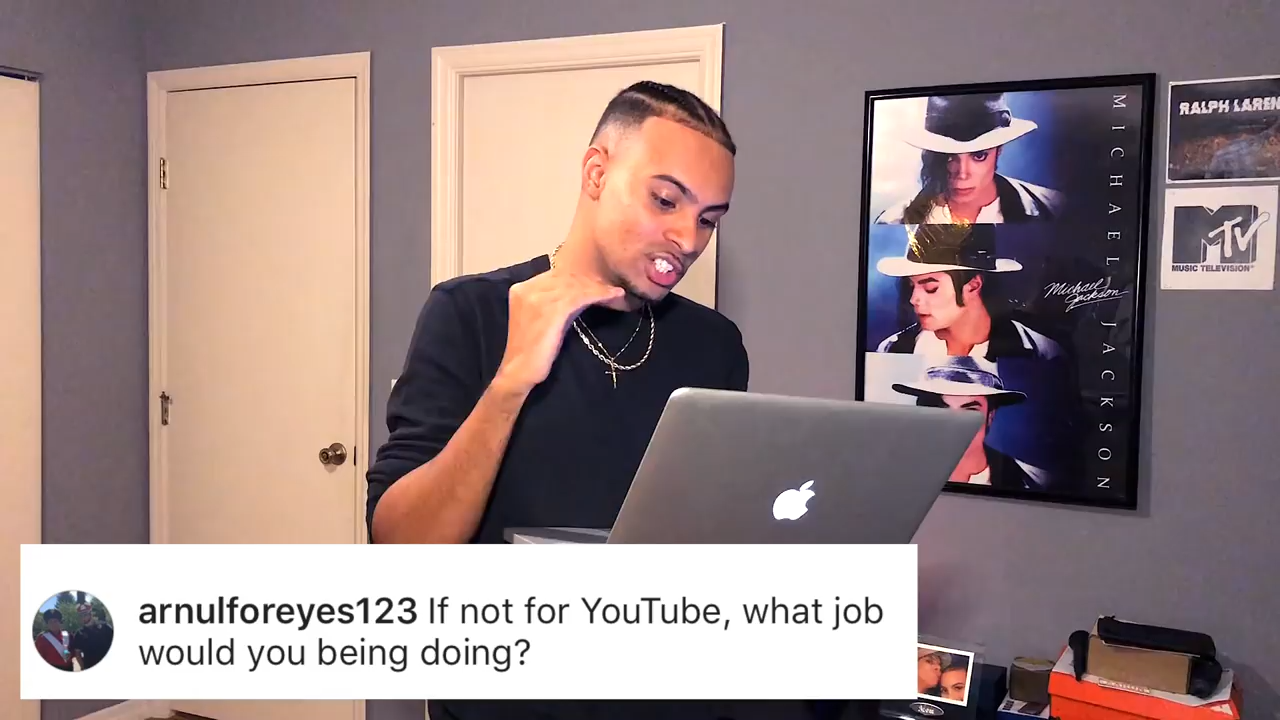 MICHAEL JACKSON
Michael Jackson
RALPH LAREN
MTV
MUSIC TELEVISION
arnulforeyes123 If not for YouTube, what job
would you being doing?